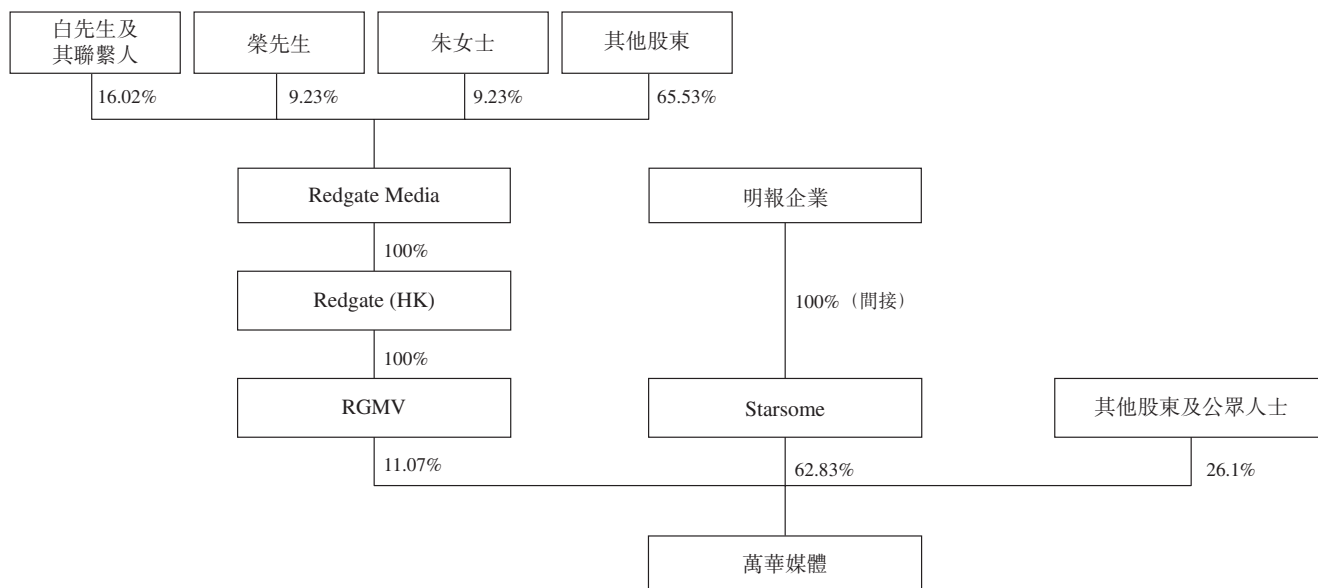 白先生及
其聯繫人
榮先生
朱女士
其他股東
16.02%
9.23%
9.23%
65.53%
Redgate Media
明報企業
100%
Redgate (HK)
100%（間接）
100%
RGMV
Starsome
其他股東及公眾人士
11.07%
62.83%
26.1%
萬華媒體